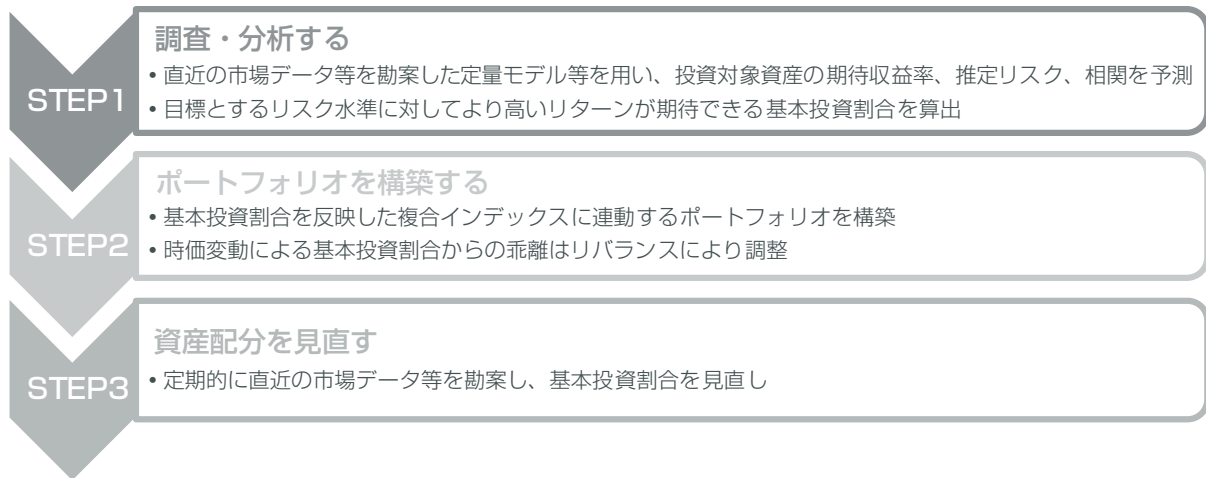 STEP1
調査・分析する
•直近の市場データ等を勘案した定量モデル等を用い、投資対象資産の期待収益率、推定リスク、相関を予測
•目標とするリスク水準に対してより高いリターンが期待できる基本投資割合を算出
STEP2
ポートフォリオを構築する
•基本投資割合を反映した複合インデックスに連動するポートフォリオを構築
•時価変動による基本投資割合からの乖離はリバランスにより調整
STEP3
資産配分を見直す
•定期的に直近の市場データ等を勘案し、基本投資割合を見直し